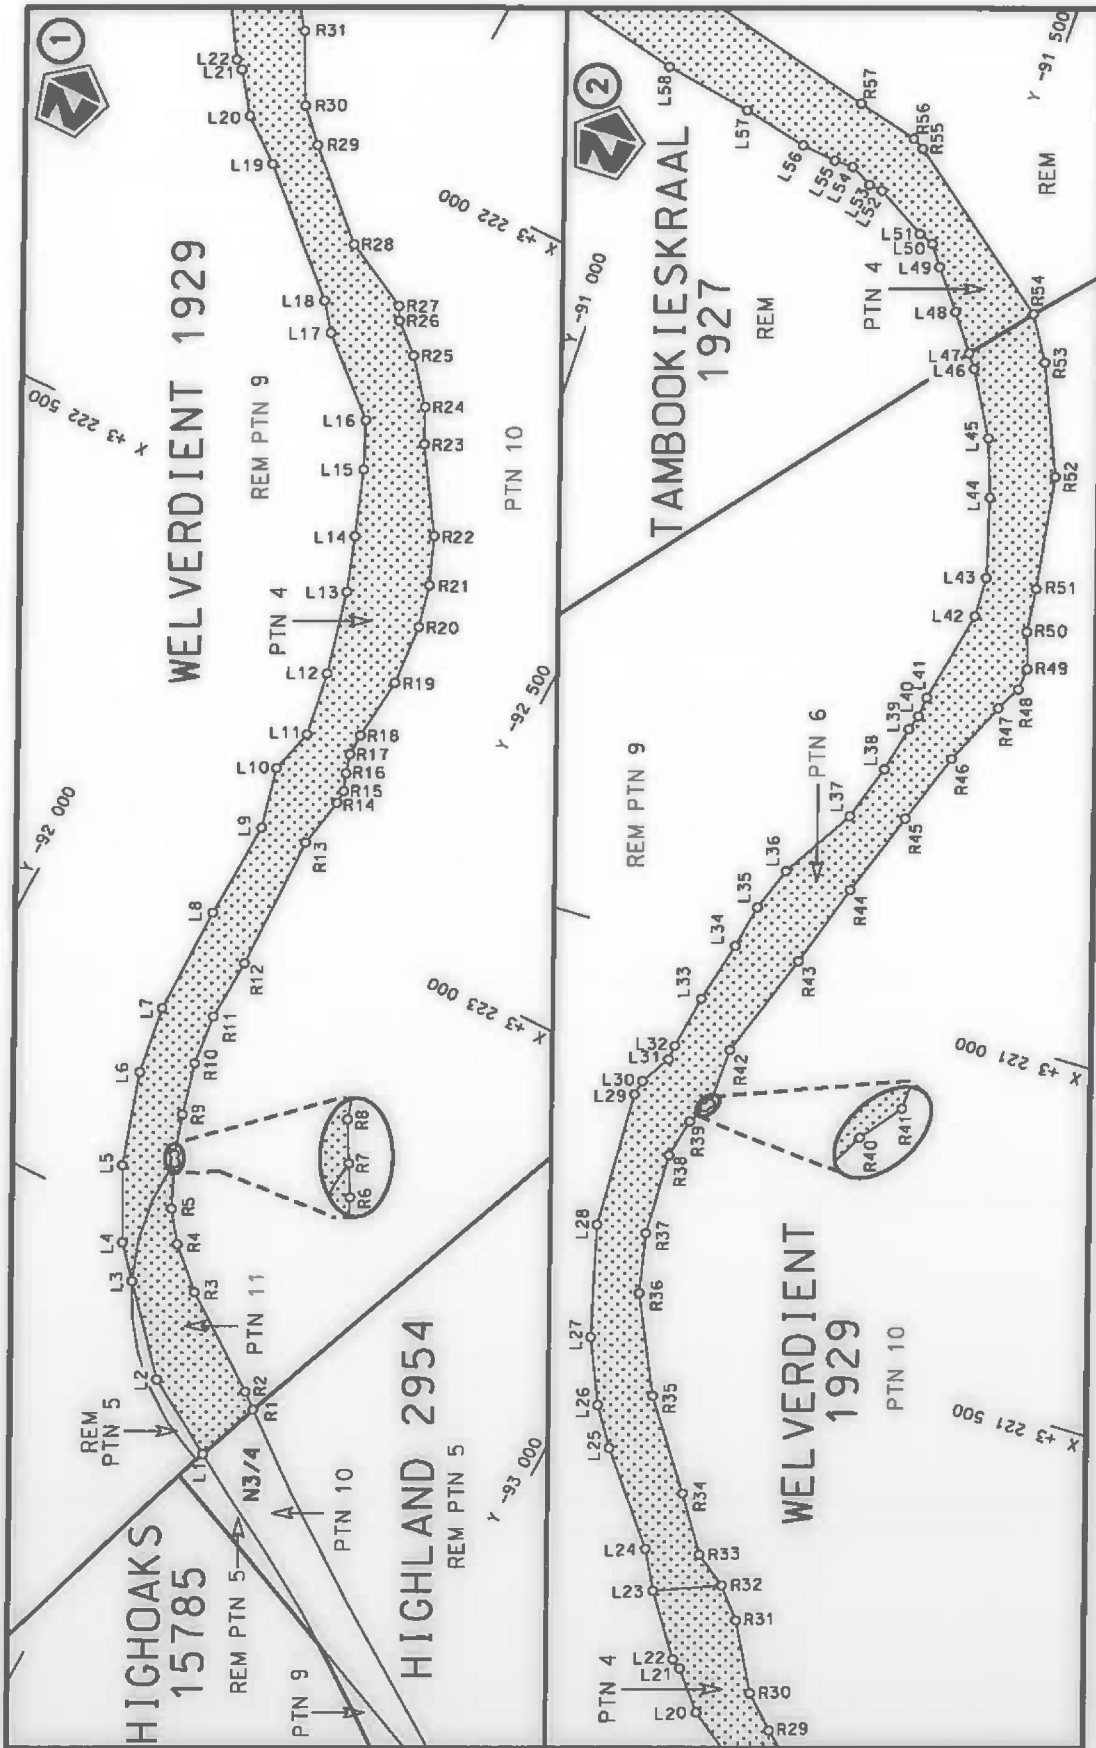 1
N
WELVERDIENT 1929
REM PTN 9
PTN 4
PTN 10
X +3 222 500
X +3 222 000
Y -92 000
Y -92 500
X +3 223 000
Y -93 000
L1
L2
L3
L4
L5
L6
L7
L8
L9
L10
L11
L12
L13
L14
L15
L16
L17
L18
L19
L20
L21
L22
R1
R2
R3
R4
R5
R6
R7
R8
R9
R10
R11
R12
R13
R14
R15
R16
R17
R18
R19
R20
R21
R22
R23
R24
R25
R26
R27
R28
R29
R30
R31
PTN 11
REM
PTN 5
N3/4
HIGHOAKS
15785
REM PTN 5
PTN 9
PTN 10
HIGHLAND 2954
REM PTN 5
2
N
TAMBOOKIESKRAAL
1927
REM
PTN 4
REM
Y -91 500
Y -91 000
REM PTN 9
PTN 6
X +3 221 000
X +3 221 500
WELVERDIENT
1929
PTN 10
PTN 4
L20
L21
L22
L23
L24
L25
L26
L27
L28
L29
L30
L31
L32
L33
L34
L35
L36
L37
L38
L39
L40
L41
L42
L43
L44
L45
L46
L47
L48
L49
L50
L51
L52
L53
L54
L55
L56
L57
L58
R29
R30
R31
R32
R33
R34
R35
R36
R37
R38
R39
R40
R41
R42
R43
R44
R45
R46
R47
R48
R49
R50
R51
R52
R53
R54
R55
R56
R57